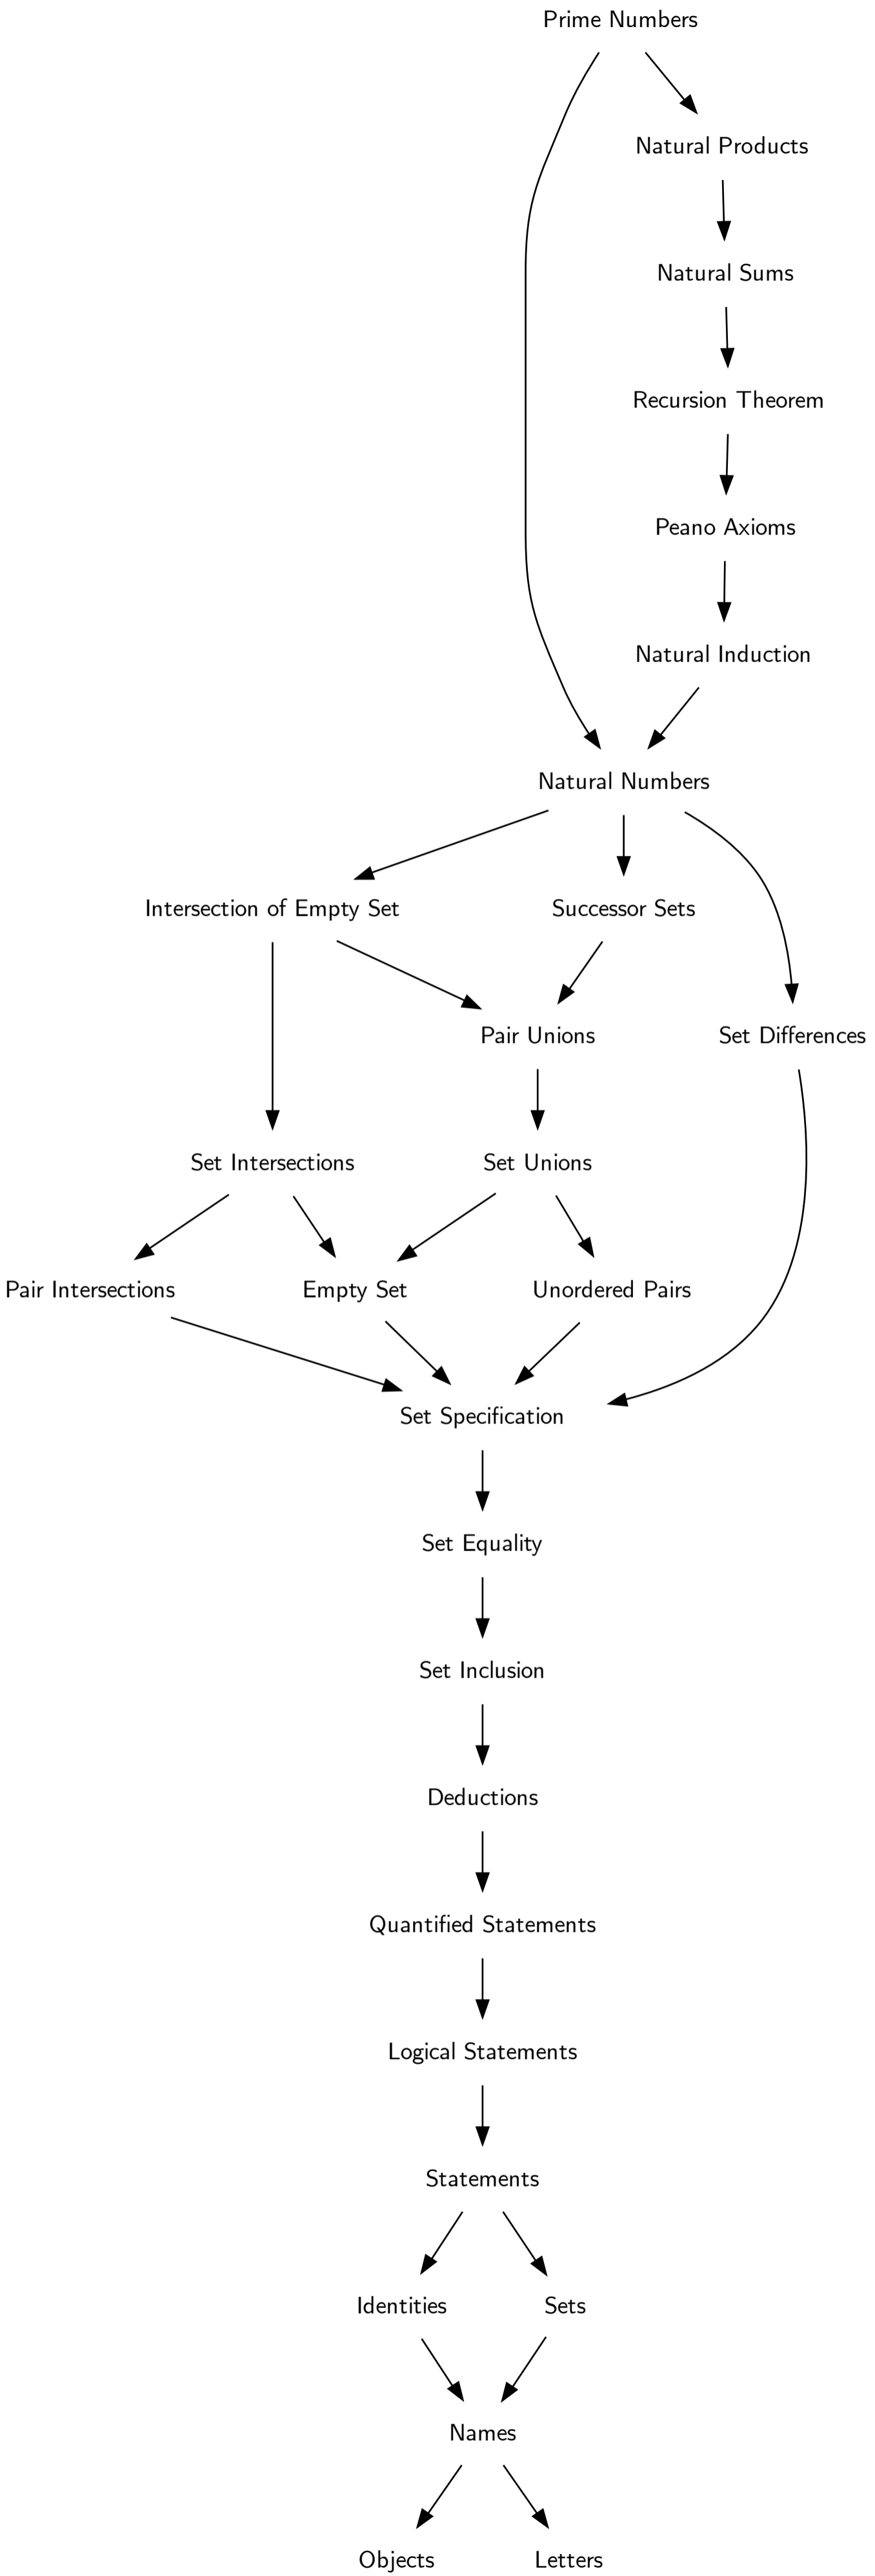 Prime Numbers
Natural Products
Natural Sums
Recursion Theorem
Peano Axioms
Natural Induction
Natural Numbers
Intersection of Empty Set
Successor Sets
Pair Unions
Set Differences
Set Intersections
Set Unions
Pair Intersections
Empty Set
Unordered Pairs
Set Specification
Set Equality
Set Inclusion
Deductions
Quantified Statements
Logical Statements
Statements
Identities
Sets
Names
Objects
Letters